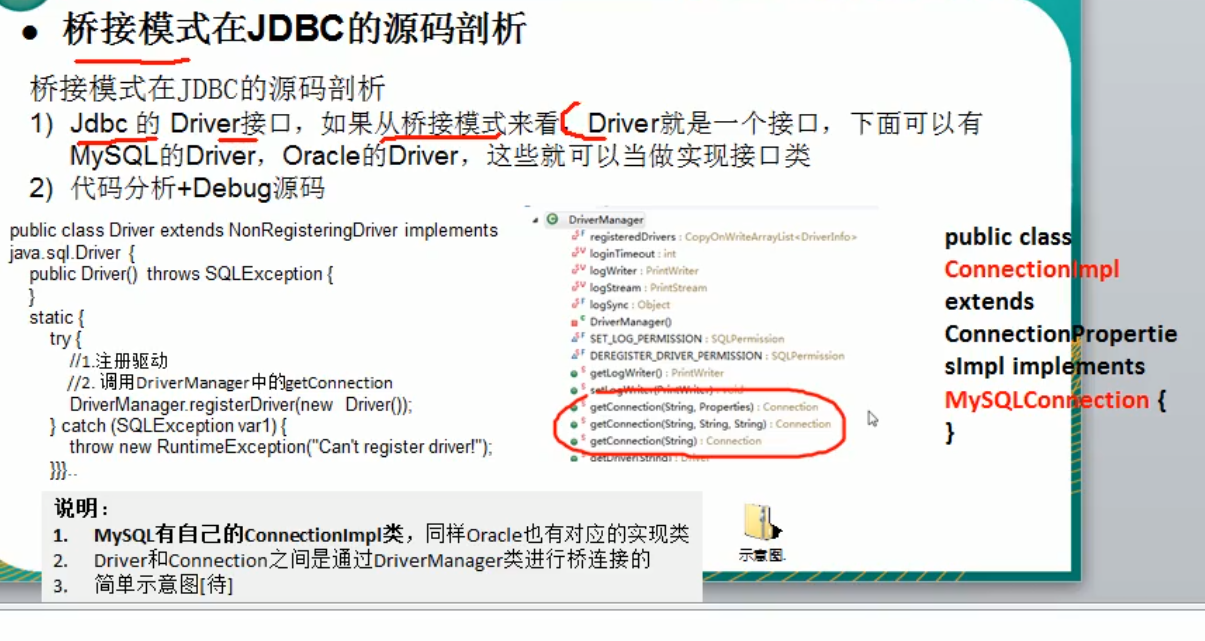 ● 桥接模式在JDBC的源码剖析
桥接模式在JDBC的源码剖析
1) Jdbc 的 Driver接口，如果从桥接模式来看，Driver就是一个接口，下面可以有
MySQL的Driver，Oracle的Driver，这些就可以当做实现接口类
2) 代码分析+Debug源码
public class Driver extends NonRegisteringDriver implements
java.sql.Driver {
public Driver() throws SQLException {
}
static {
try {
//1.注册驱动
//2. 调用DriverManager中的getConnection
DriverManager.registerDriver(new Driver());
} catch (SQLException var1) {
throw new RuntimeException("Can't register driver!");
}}}..
DriverManager
registeredDrivers : CopyOnWriteArrayList<DriverInfo>
loginTimeout : int
logWriter : PrintWriter
logStream : PrintStream
logSync : Object
DriverManager()
SET_LOG_PERMISSION : SQLPermission
DEREGISTER_DRIVER_PERMISSION : SQLPermission
getLogWriter() : PrintWriter
setLogWriter(PrintWriter) : void
getConnection(String, Properties) : Connection
getConnection(String, String, String) : Connection
getConnection(String) : Connection
getDriver(String) : Driver
public class
ConnectionImpl
extends
ConnectionPropertie
sImpl implements
MySQLConnection {
}
说明：
1. MySQL有自己的ConnectionImpl类，同样Oracle也有对应的实现类
2. Driver和Connection之间是通过DriverManager类进行桥连接的
3. 简单示意图[待]
示意图.